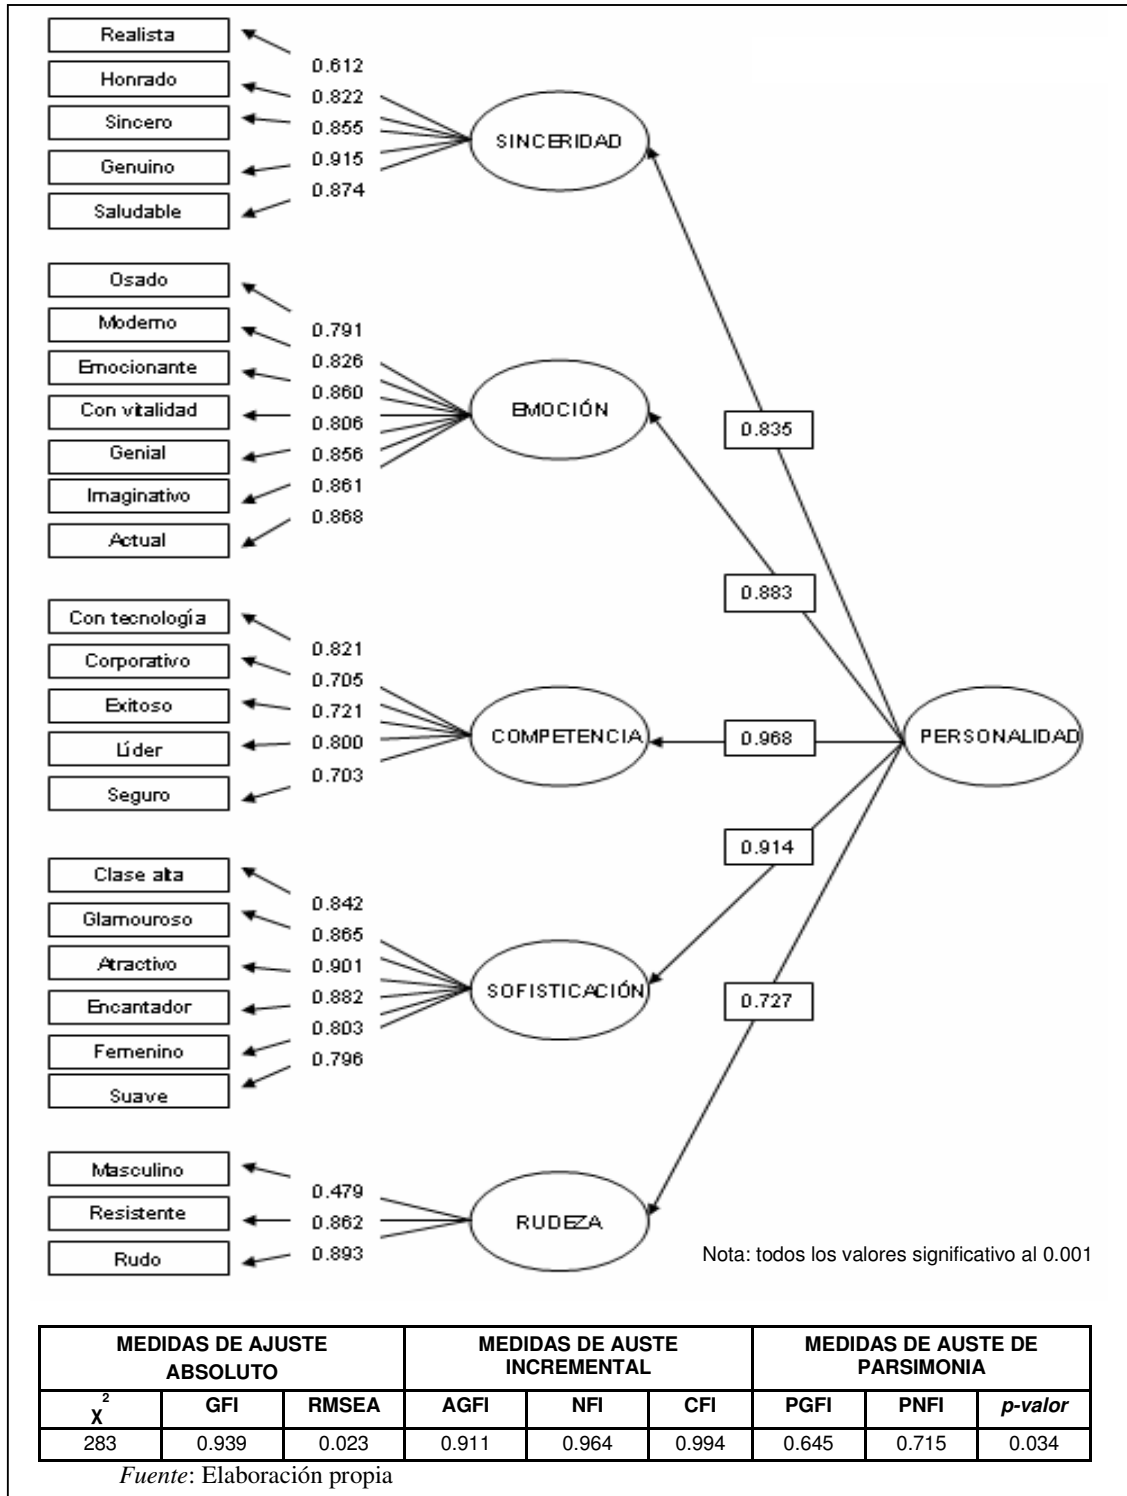 Realista
0.612
Honrado
0.822
Sincero
0.855
SINCERIDAD
Genuino
0.915
Saludable
0.874
Osado
Moderno
0.791
Emocionante
0.826
0.860
Con vitalidad
0.806
EMOCIÓN
0.835
Genial
0.856
Imaginativo
0.861
Actual
0.868
0.883
Con tecnología
0.821
Corporativo
0.705
Exitoso
0.721
COMPETENCIA
0.968
PERSONALIDAD
Líder
0.800
Seguro
0.703
0.914
Clase alta
0.842
Glamouroso
0.865
Atractivo
0.901
Encantador
0.882
SOFISTICACIÓN
0.727
Femenino
0.803
Suave
0.796
Masculino
0.479
Resistente
0.862
RUDEZA
Rudo
0.893
Nota: todos los valores significativo al 0.001
MEDIDAS DE AJUSTE
ABSOLUTO
MEDIDAS DE AUSTE
INCREMENTAL
MEDIDAS DE AUSTE DE
PARSIMONIA
χ² GFI RMSEA AGFI NFI CFI PGFI PNFI p-valor
283 0.939 0.023 0.911 0.964 0.994 0.645 0.715 0.034
Fuente: Elaboración propia